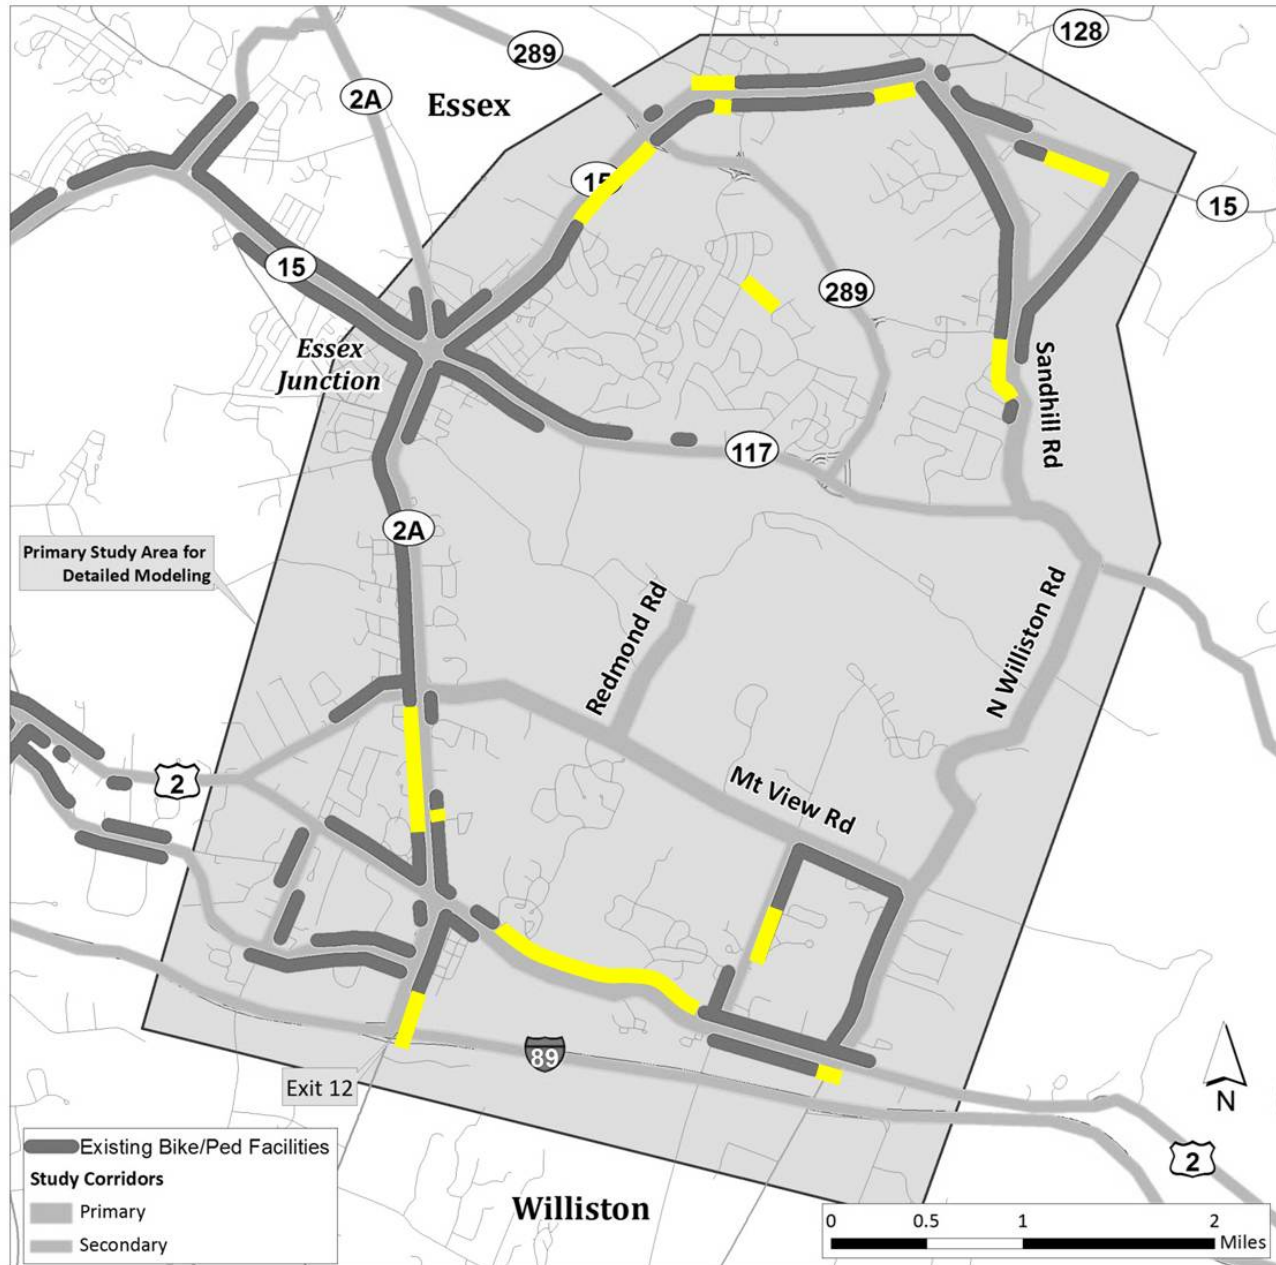 128
289
2A
Essex
15
15
15
289
Essex
Junction
Sandhill Rd
117
2A
Primary Study Area for
Detailed Modeling
Redmond Rd
N Williston Rd
2
Mt View Rd
89
Exit 12
N
Existing Bike/Ped Facilities
Study Corridors
Primary
Secondary
2
Williston
0 0.5 1 2
Miles